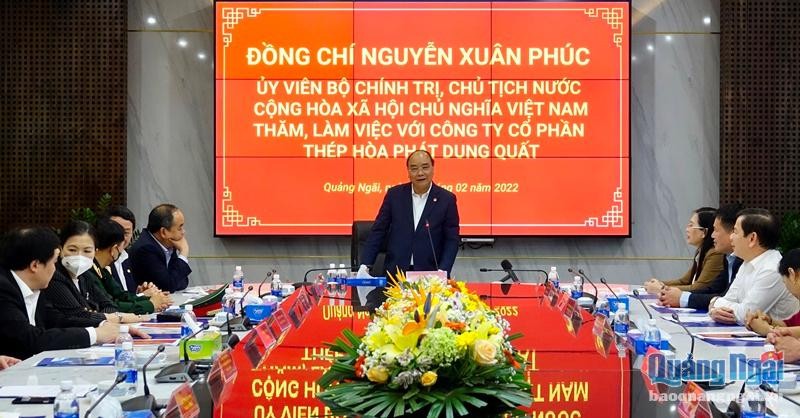 ĐỒNG CHÍ NGUYỄN XUÂN PHÚC
ỦY VIÊN BỘ CHÍNH TRỊ, CHỦ TỊCH NƯỚC
CỘNG HÒA XÃ HỘI CHỦ NGHĨA VIỆT NAM
THĂM, LÀM VIỆC VỚI CÔNG TY CỔ PHẦN
THÉP HÒA PHÁT DUNG QUẤT
Quảng Ngãi, 02 năm 2022
QUẢNG NGÃI
baoquangngai.vn